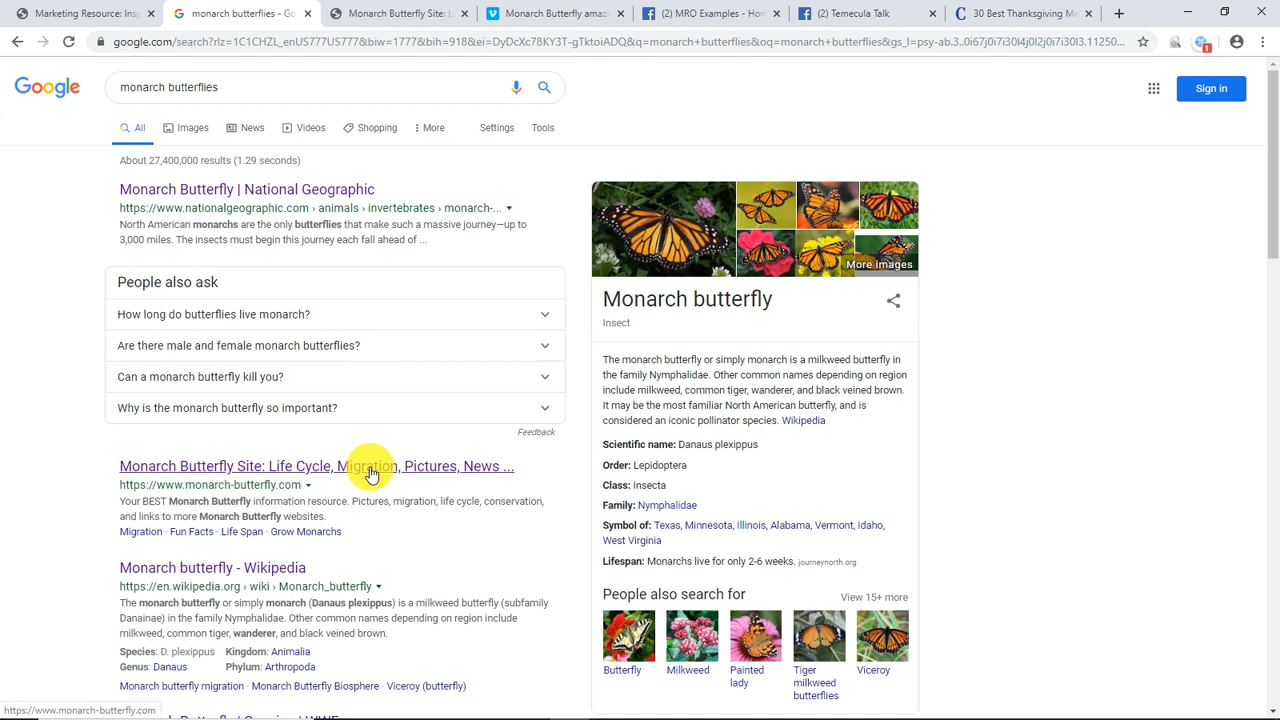 Marketing Resource: Insp
monarch butterflies - Go
Monarch Butterfly Site: L
Monarch Butterfly amaz
(2) MRO Examples - Hom
(2) Temecula Talk
30 Best Thanksgiving Me
google.com/search?rlz=1C1CHZL_enUS777US777&biw=1777&bih=918&ei=DyDcXc78KY3T-gTktoiADQ&q=monarch+butterflies&oq=monarch+butterflies&gs_l=psy-ab.3..0i67j0i7i30l4j0l2j0i7i30l3.11250...
1
Google
monarch butterflies
Sign in
All
Images
News
Videos
Shopping
More
Settings
Tools
About 27,400,000 results (1.29 seconds)
Monarch Butterfly | National Geographic
https://www.nationalgeographic.com › animals › invertebrates › monarch-...
North American monarchs are the only butterflies that make such a massive journey—up to
3,000 miles. The insects must begin this journey each fall ahead of ...
People also ask
How long do butterflies live monarch?
Are there male and female monarch butterflies?
Can a monarch butterfly kill you?
Why is the monarch butterfly so important?
Feedback
Monarch Butterfly Site: Life Cycle, Migration, Pictures, News ...
https://www.monarch-butterfly.com
Your BEST Monarch Butterfly information resource. Pictures, migration, life cycle, conservation,
and links to more Monarch Butterfly websites.
Migration · Fun Facts · Life Span · Grow Monarchs
Monarch butterfly - Wikipedia
https://en.wikipedia.org › wiki › Monarch_butterfly
The monarch butterfly or simply monarch (Danaus plexippus) is a milkweed butterfly (subfamily
Danainae) in the family Nymphalidae. Other common names depending on region include
milkweed, common tiger, wanderer, and black veined brown.
Species: D. plexippus Kingdom: Animalia
Genus: Danaus Phylum: Arthropoda
Monarch butterfly migration · Monarch Butterfly Biosphere · Viceroy (butterfly)
https://www.monarch-butterfly.com
More images
Monarch butterfly
Insect
The monarch butterfly or simply monarch is a milkweed butterfly in
the family Nymphalidae. Other common names depending on region
include milkweed, common tiger, wanderer, and black veined brown.
It may be the most familiar North American butterfly, and is
considered an iconic pollinator species. Wikipedia
Scientific name: Danaus plexippus
Order: Lepidoptera
Class: Insecta
Family: Nymphalidae
Symbol of: Texas, Minnesota, Illinois, Alabama, Vermont, Idaho,
West Virginia
Lifespan: Monarchs live for only 2-6 weeks. journeynorth.org
People also search for
View 15+ more
Butterfly
Milkweed
Painted
lady
Tiger
milkweed
butterflies
Viceroy